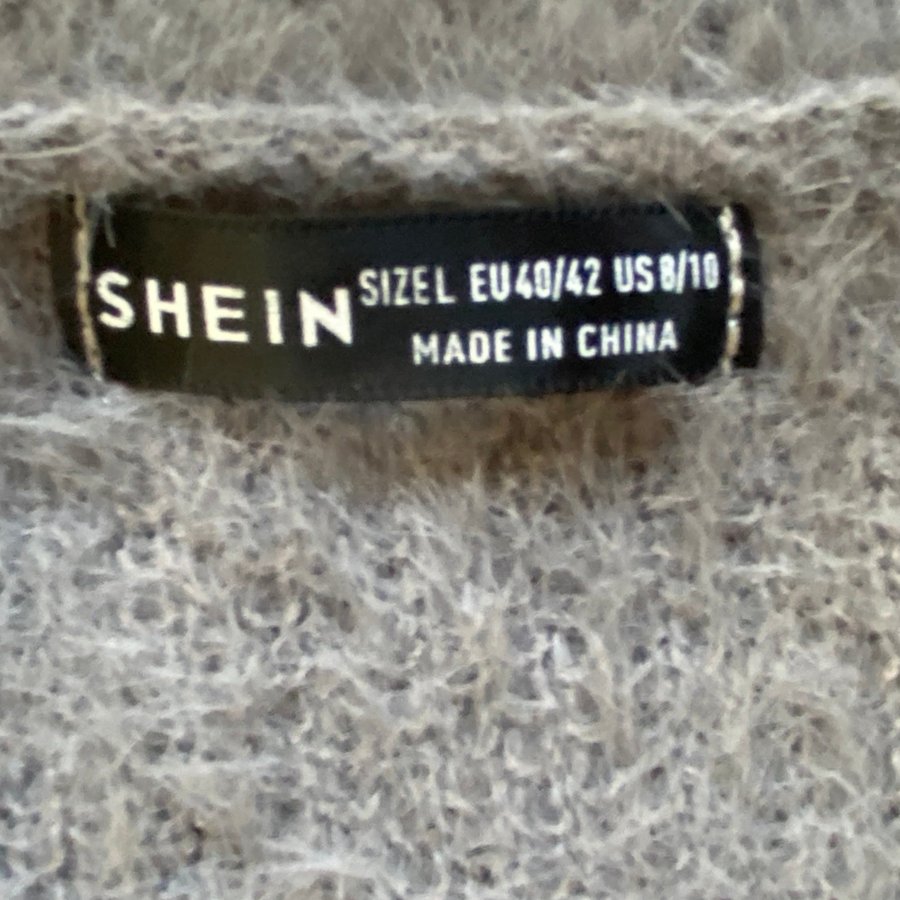 SHEIN
SIZEL EU40/42 US8/10
MADE IN CHINA